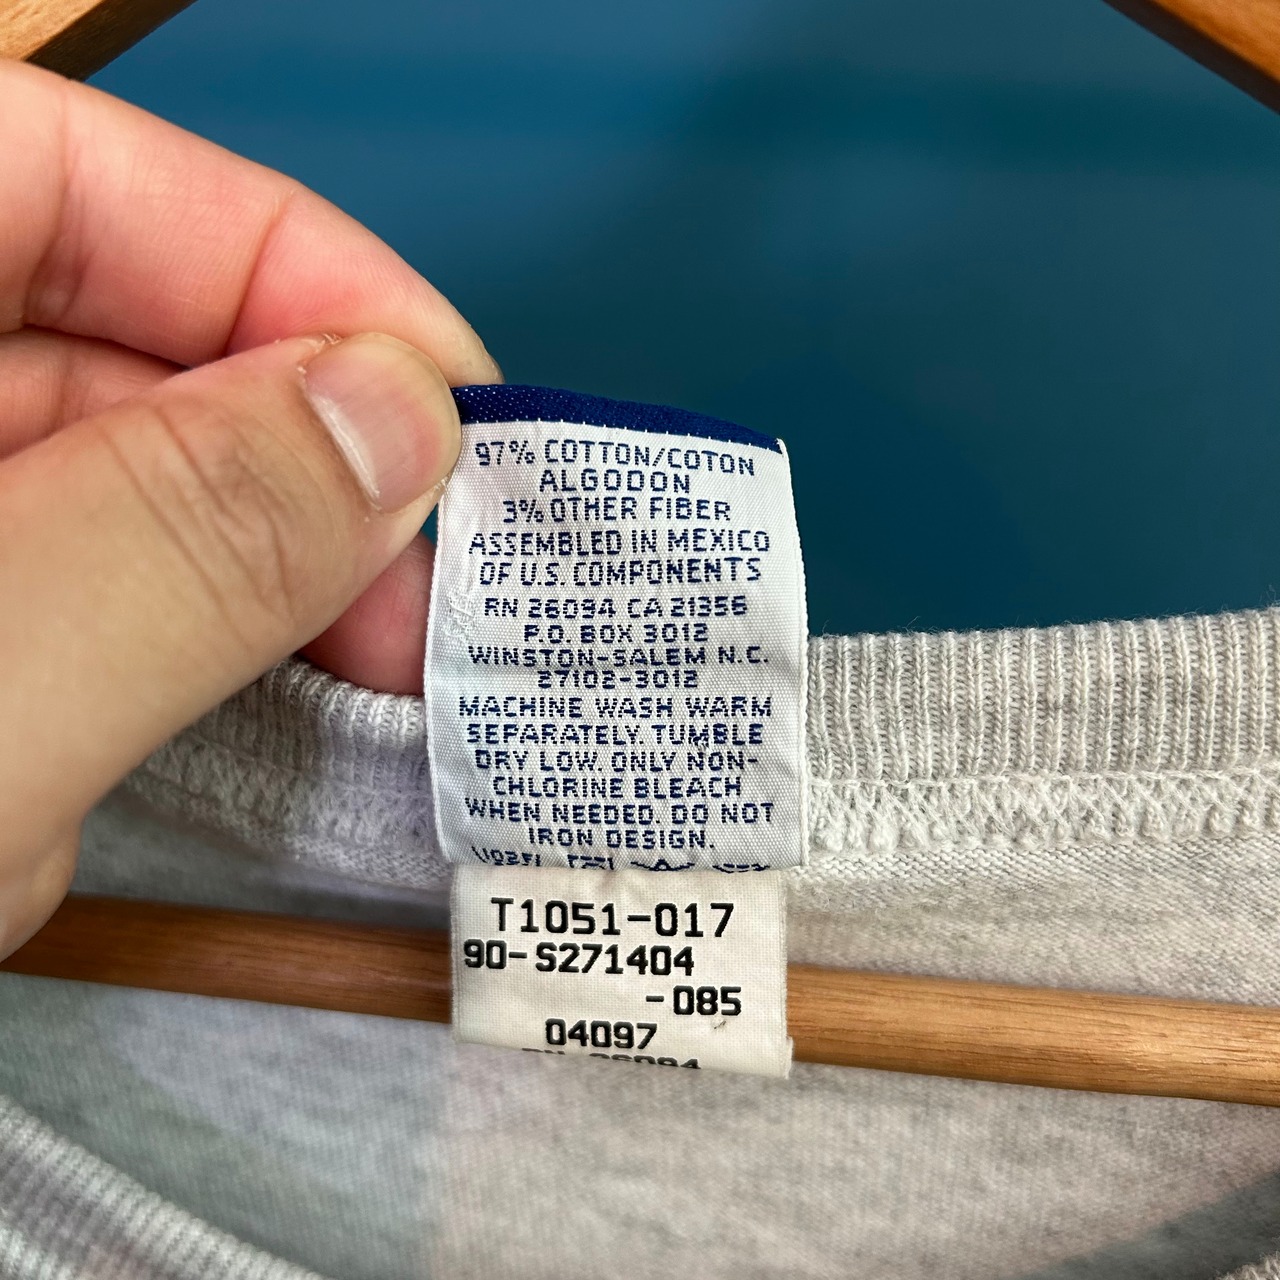 97% COTTON/COTON
ALGODON
3% OTHER FIBER
ASSEMBLED IN MEXICO
OF U.S. COMPONENTS
RN 26094 CA 21356
P.O. BOX 3012
WINSTON-SALEM N.C.
27102-3012
MACHINE WASH WARM
SEPARATELY. TUMBLE
DRY LOW. ONLY NON-
CHLORINE BLEACH
WHEN NEEDED. DO NOT
IRON DESIGN.
T1051-017
90-S271404
-085
04097